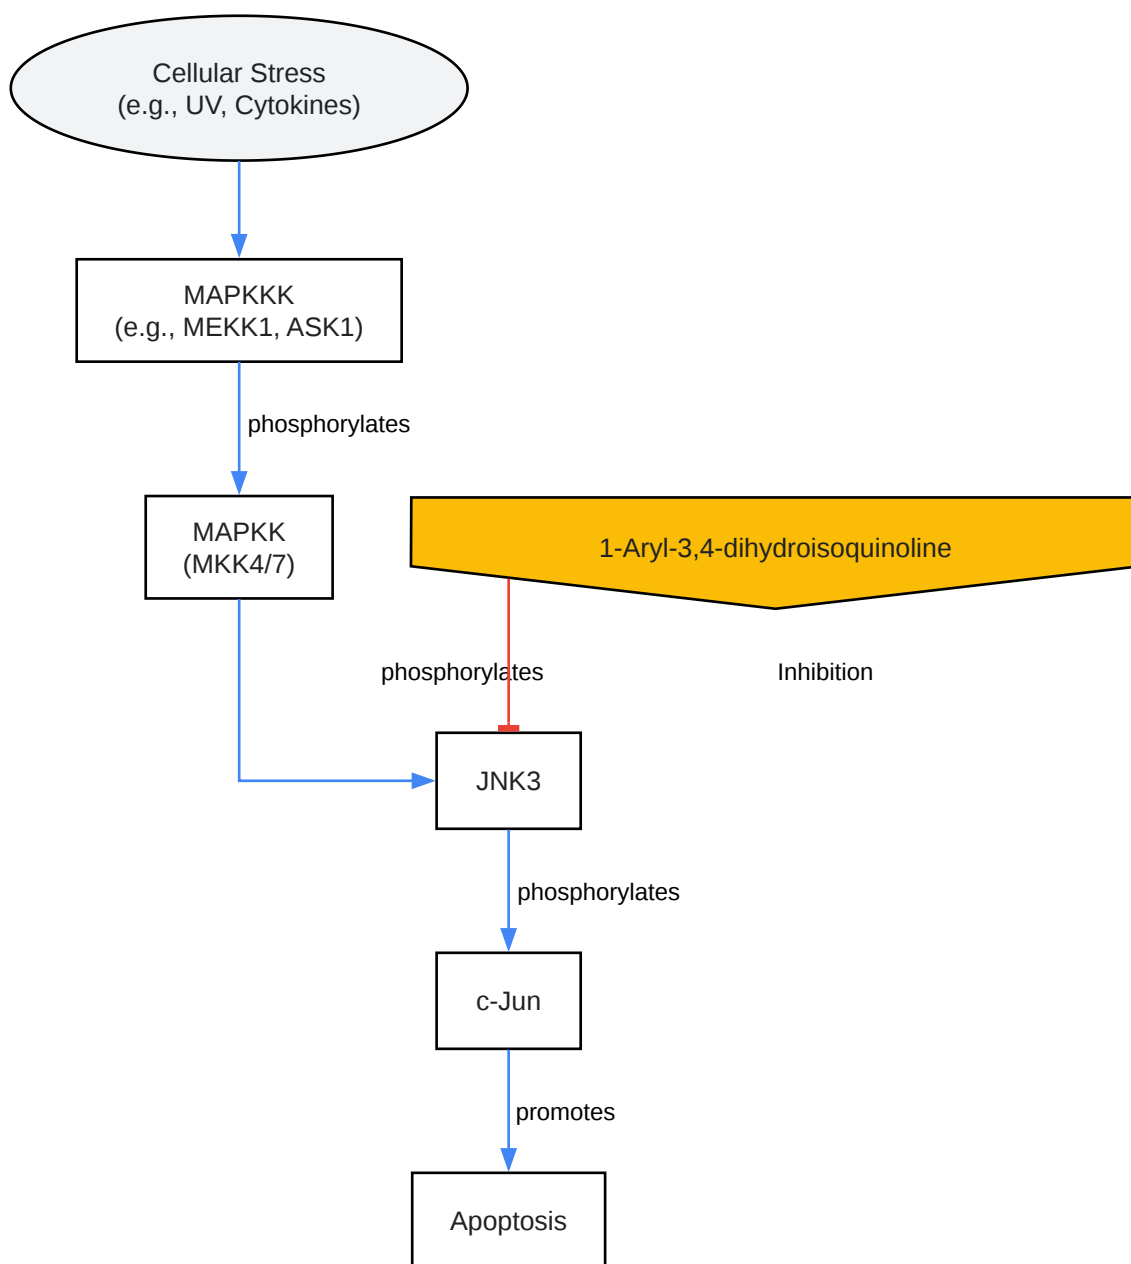 Cellular Stress
(e.g., UV, Cytokines)
MAPKKK
(e.g., MEKK1, ASK1)
phosphorylates
MAPKK
(MKK4/7)
1-Aryl-3,4-dihydroisoquinoline
phosphorylates
Inhibition
JNK3
phosphorylates
c-Jun
promotes
Apoptosis